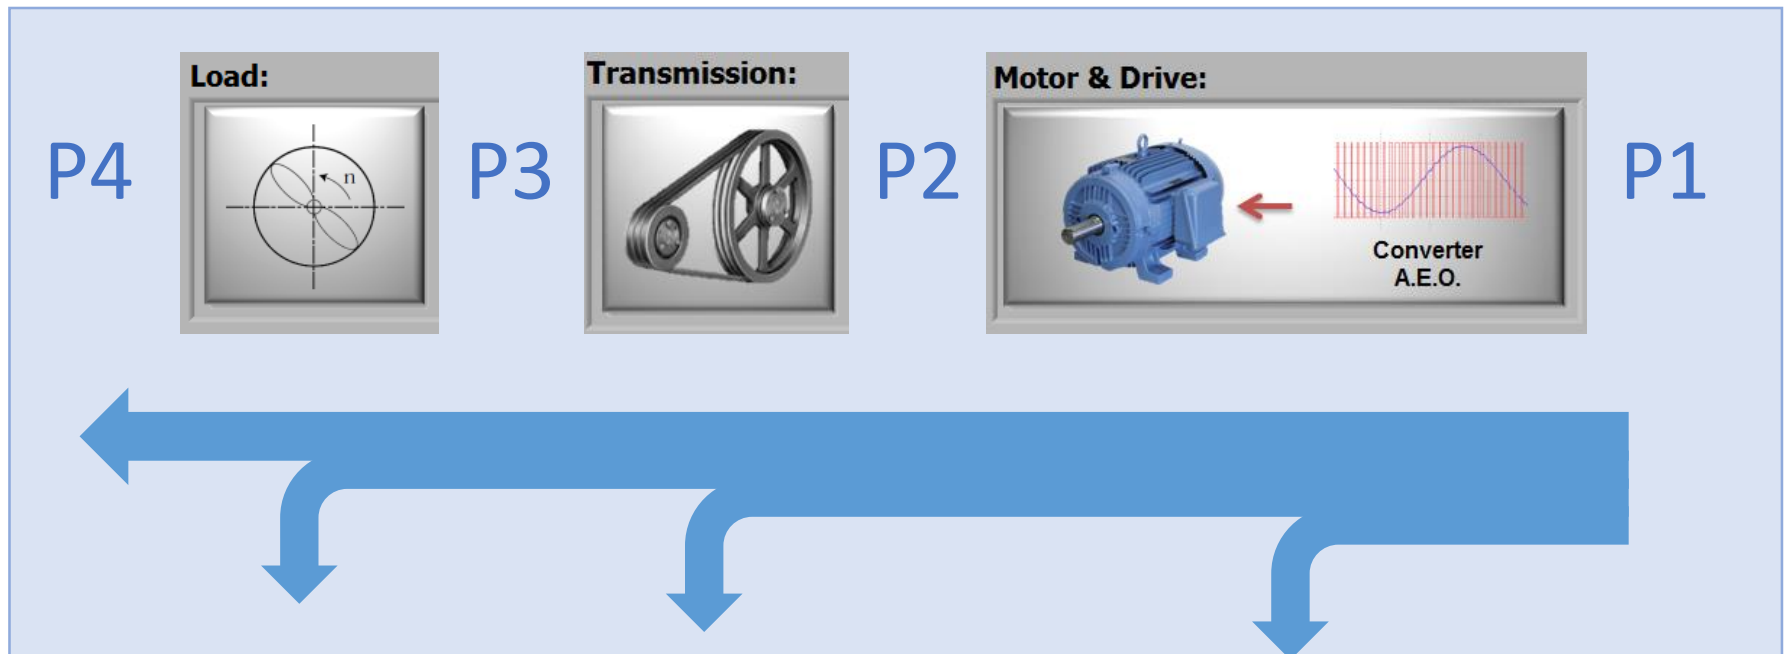 Load:
Transmission:
Motor & Drive:
P4
n
P3
P2
P1
Converter
A.E.O.